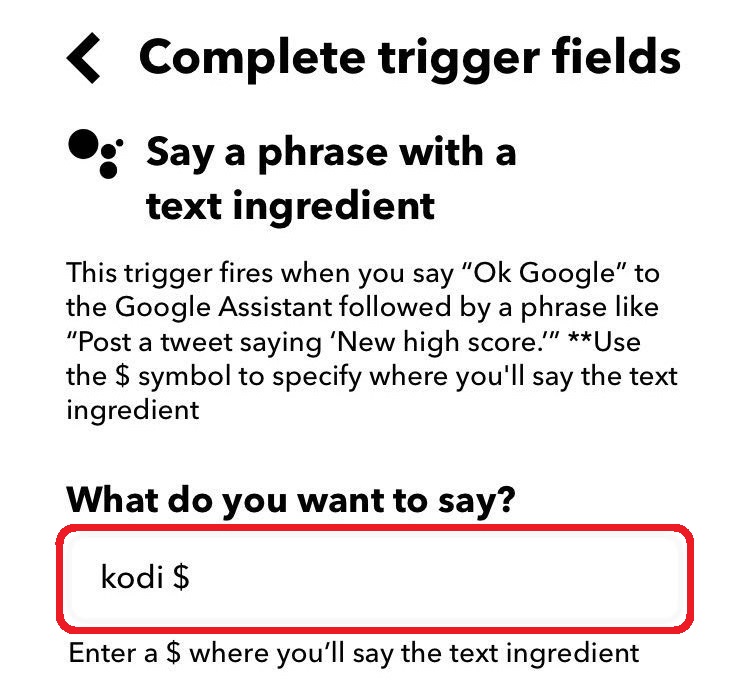 Complete trigger fields
Say a phrase with a
text ingredient
This trigger fires when you say “Ok Google” to
the Google Assistant followed by a phrase like
“Post a tweet saying ‘New high score.’” **Use
the $ symbol to specify where you'll say the text
ingredient
What do you want to say?
kodi $
Enter a $ where you’ll say the text ingredient